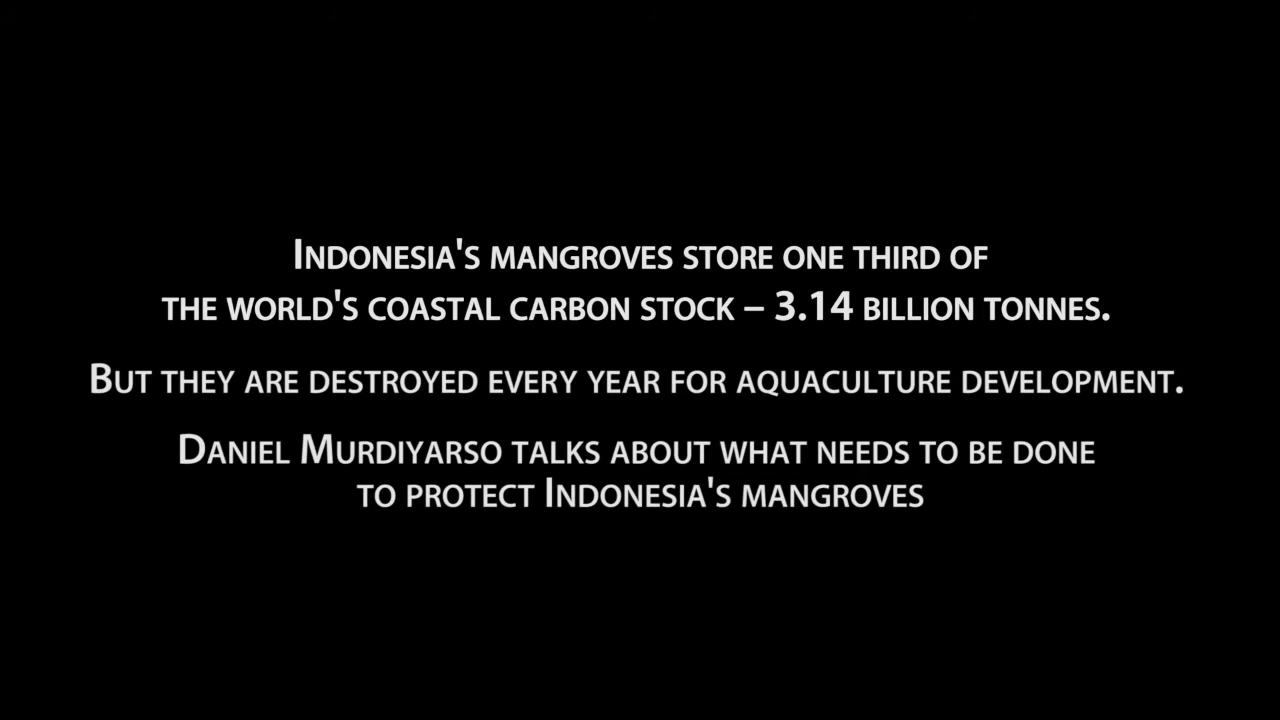 Indonesia's mangroves store one third of
the world's coastal carbon stock – 3.14 billion tonnes.
But they are destroyed every year for aquaculture development.
Daniel Murdiyarso talks about what needs to be done
to protect Indonesia's mangroves